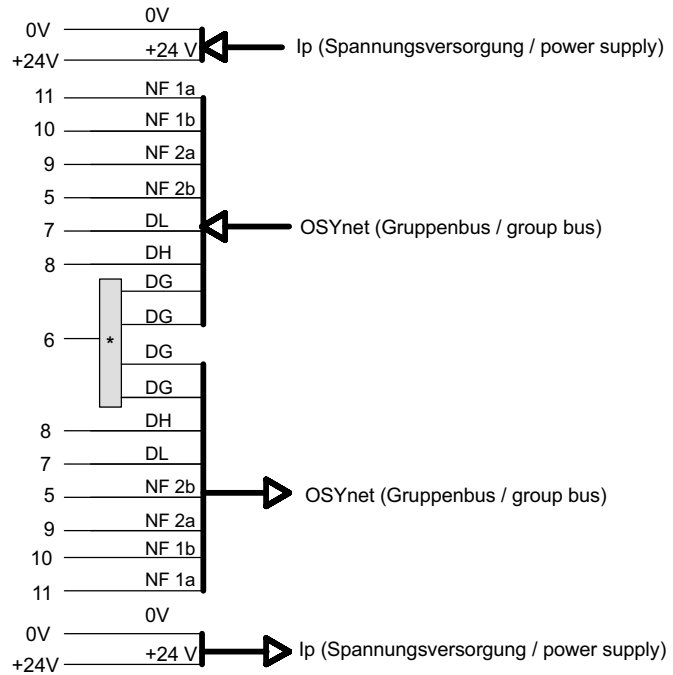 0V 0V
+24V +24 V Ip (Spannungsversorgung / power supply)
11 NF 1a
10 NF 1b
9 NF 2a
5 NF 2b
7 DL OSYnet (Gruppenbus / group bus)
8 DH
DG
DG
6 *
DG
DG
8 DH
7 DL
5 NF 2b OSYnet (Gruppenbus / group bus)
9 NF 2a
10 NF 1b
11 NF 1a
0V 0V
+24V +24 V Ip (Spannungsversorgung / power supply)